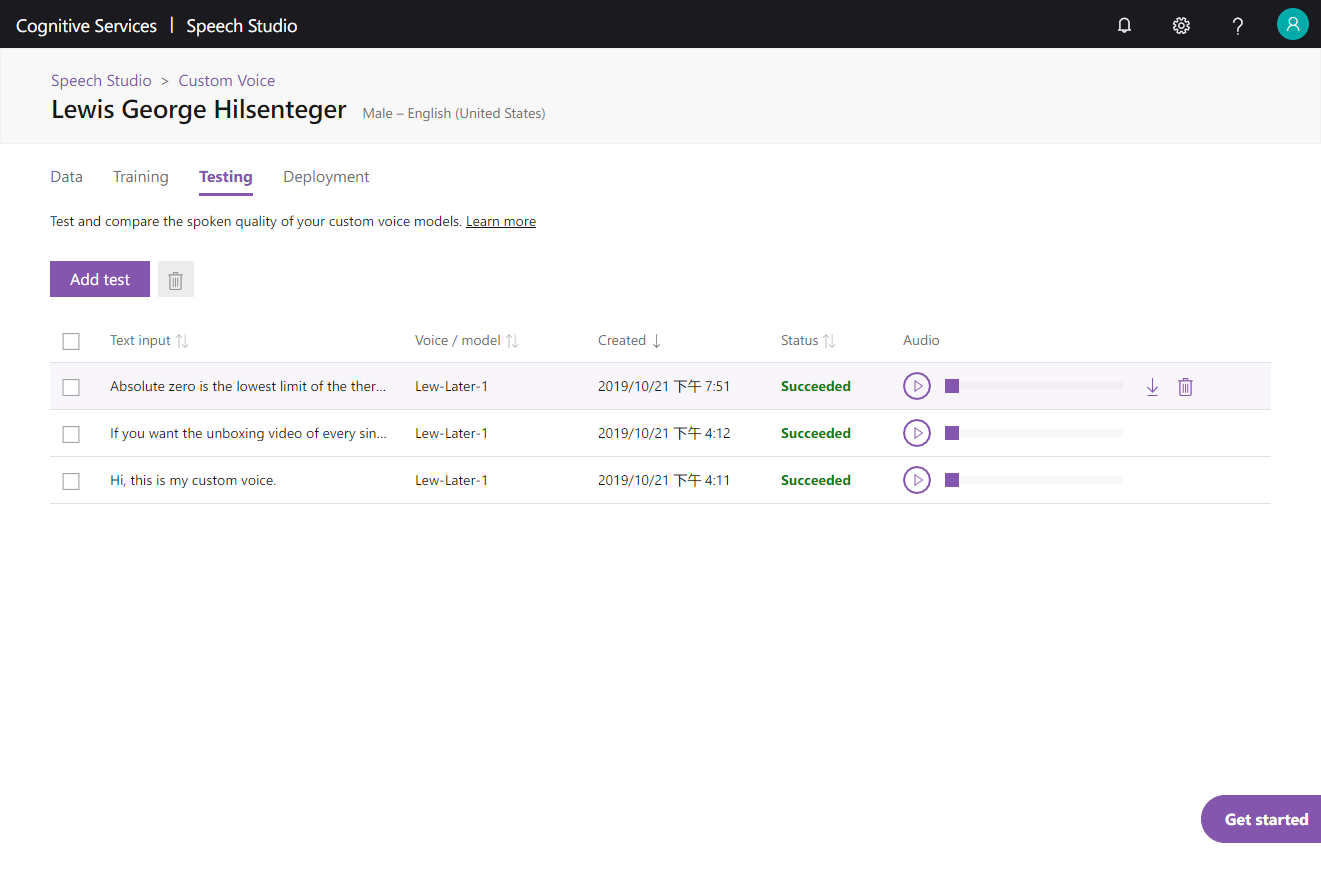 Cognitive Services | Speech Studio
Speech Studio > Custom Voice
Lewis George Hilsenteger Male – English (United States)
Data Training Testing Deployment
Test and compare the spoken quality of your custom voice models. Learn more
Add test
Text input Voice / model Created Status Audio
Absolute zero is the lowest limit of the ther... Lew-Later-1 2019/10/21 下午 7:51 Succeeded
If you want the unboxing video of every sin... Lew-Later-1 2019/10/21 下午 4:12 Succeeded
Hi, this is my custom voice. Lew-Later-1 2019/10/21 下午 4:11 Succeeded
Get started